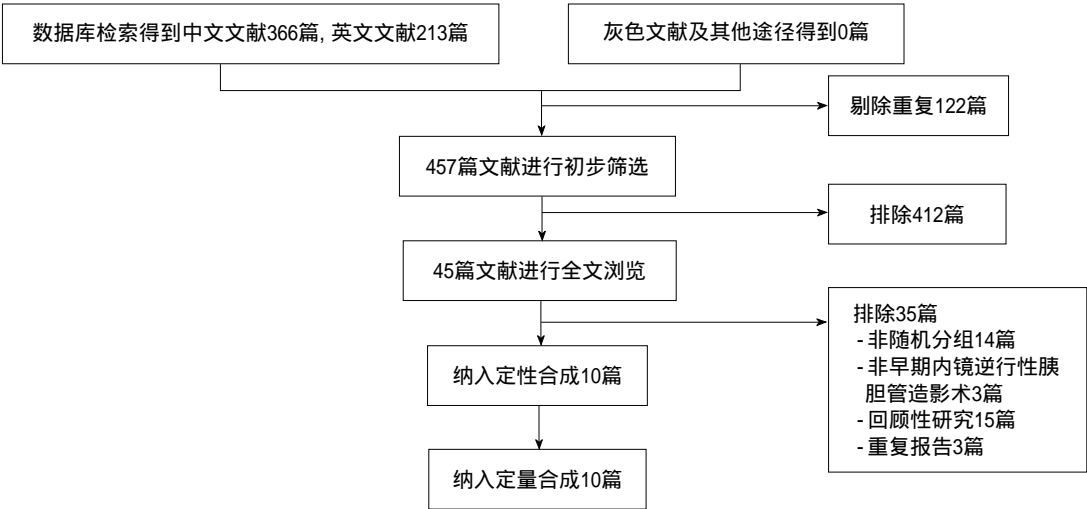 数据库检索得到中文文献366篇, 英文文献213篇
灰色文献及其他途径得到0篇
剔除重复122篇
457篇文献进行初步筛选
排除412篇
45篇文献进行全文浏览
排除35篇
- 非随机分组14篇
- 非早期内镜逆行性胰
胆管造影术3篇
- 回顾性研究15篇
- 重复报告3篇
纳入定性合成10篇
纳入定量合成10篇